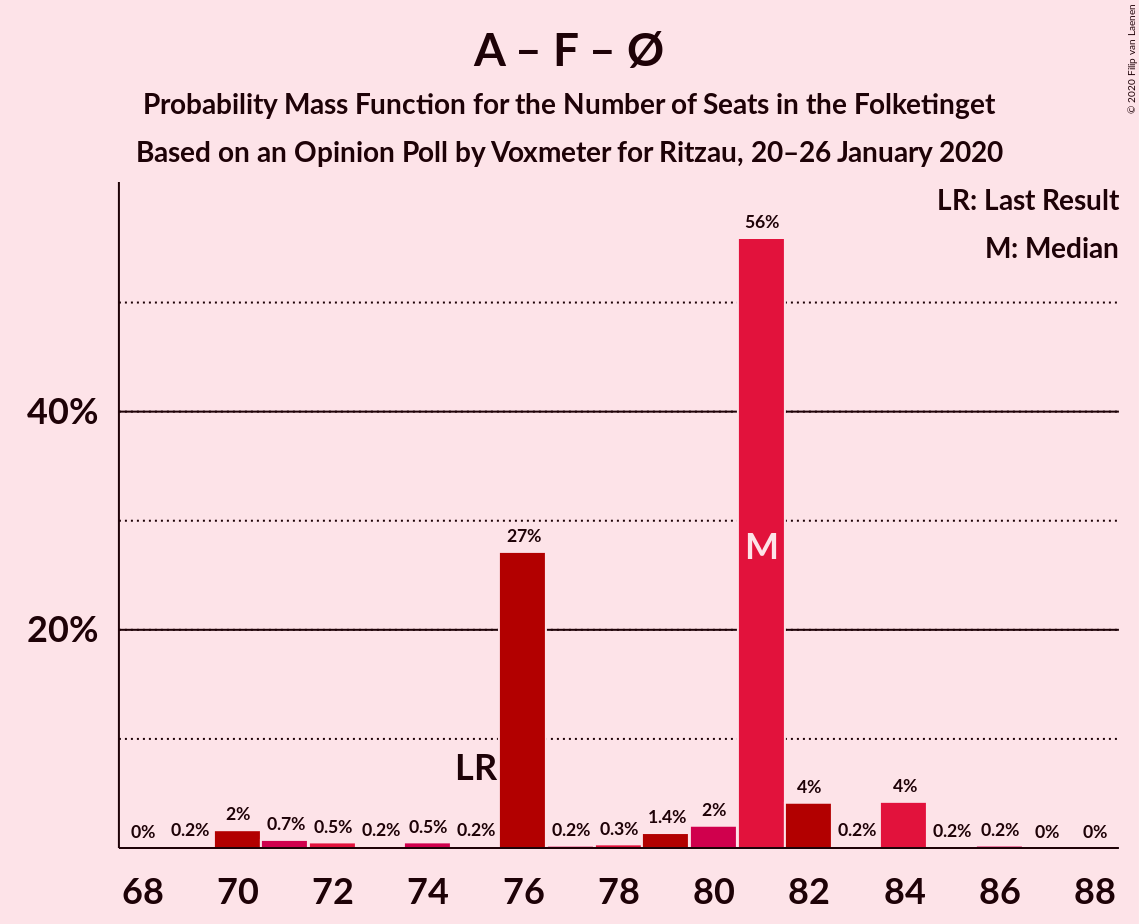 A – F – Ø
Probability Mass Function for the Number of Seats in the Folketinget
Based on an Opinion Poll by Voxmeter for Ritzau, 20–26 January 2020
© 2020 Filip van Laenen
LR: Last Result
M: Median
56%
40%
27%
M
20%
LR
0% 0.2% 2% 0.7% 0.5% 0.2% 0.5% 0.2% 0.2% 0.3% 1.4% 2% 4% 0.2% 4% 0.2% 0.2% 0% 0%
68 70 72 74 76 78 80 82 84 86 88